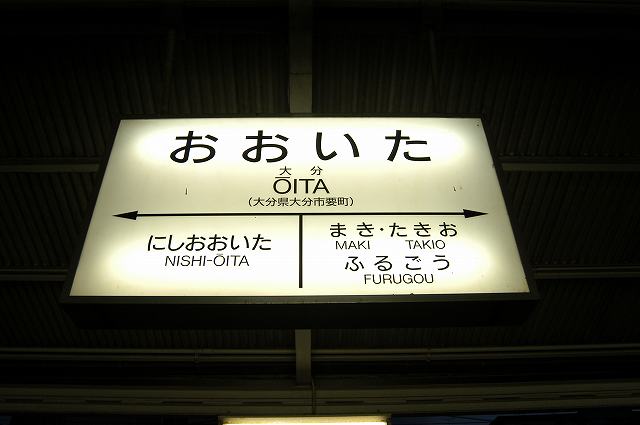 おおいた
大分
ŌITA
(大分県大分市要町)
にしおおいた
NISHI-ŌITA
まき・たきお
MAKI TAKIO
ふるごう
FURUGOU